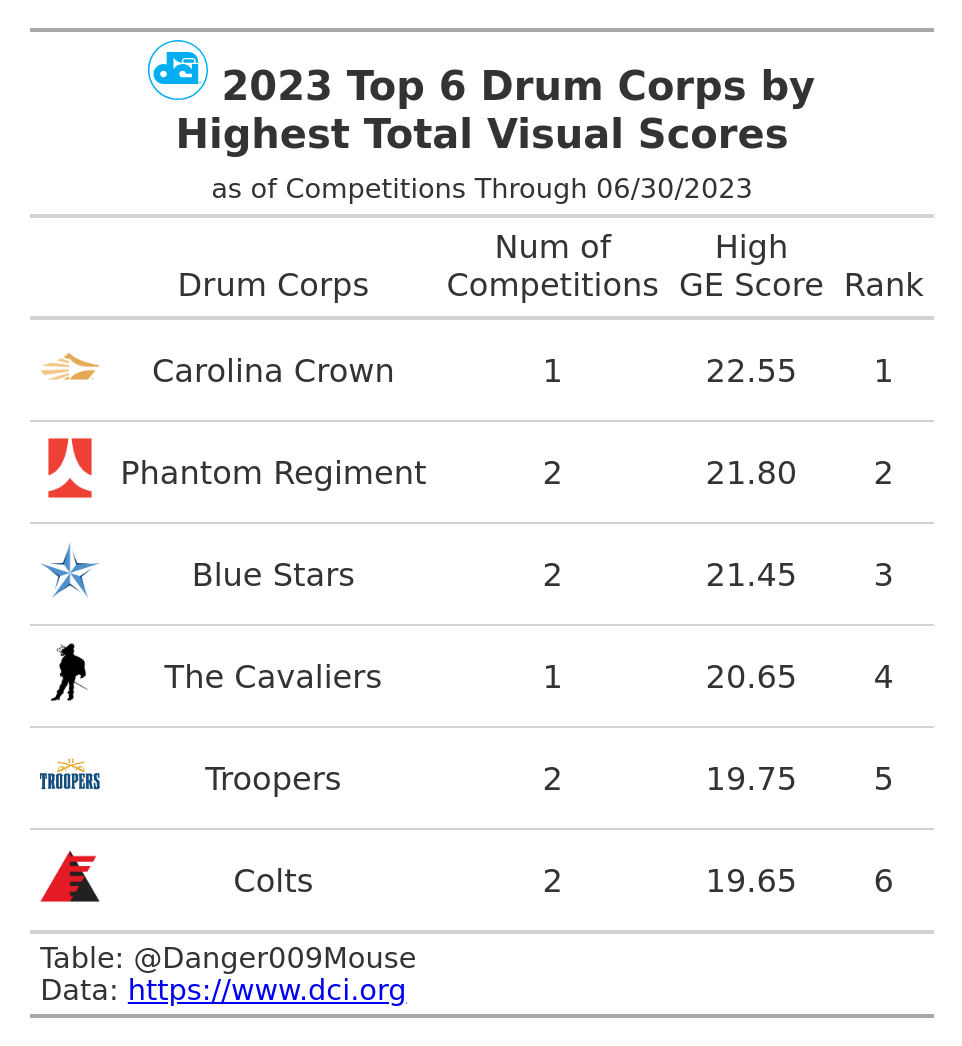 2023 Top 6 Drum Corps by
Highest Total Visual Scores
as of Competitions Through 06/30/2023
Drum Corps Num of Competitions High GE Score Rank
Carolina Crown 1 22.55 1
Phantom Regiment 2 21.80 2
Blue Stars 2 21.45 3
The Cavaliers 1 20.65 4
TROOPERS Troopers 2 19.75 5
Colts 2 19.65 6
Table: @Danger009Mouse
Data: https://www.dci.org